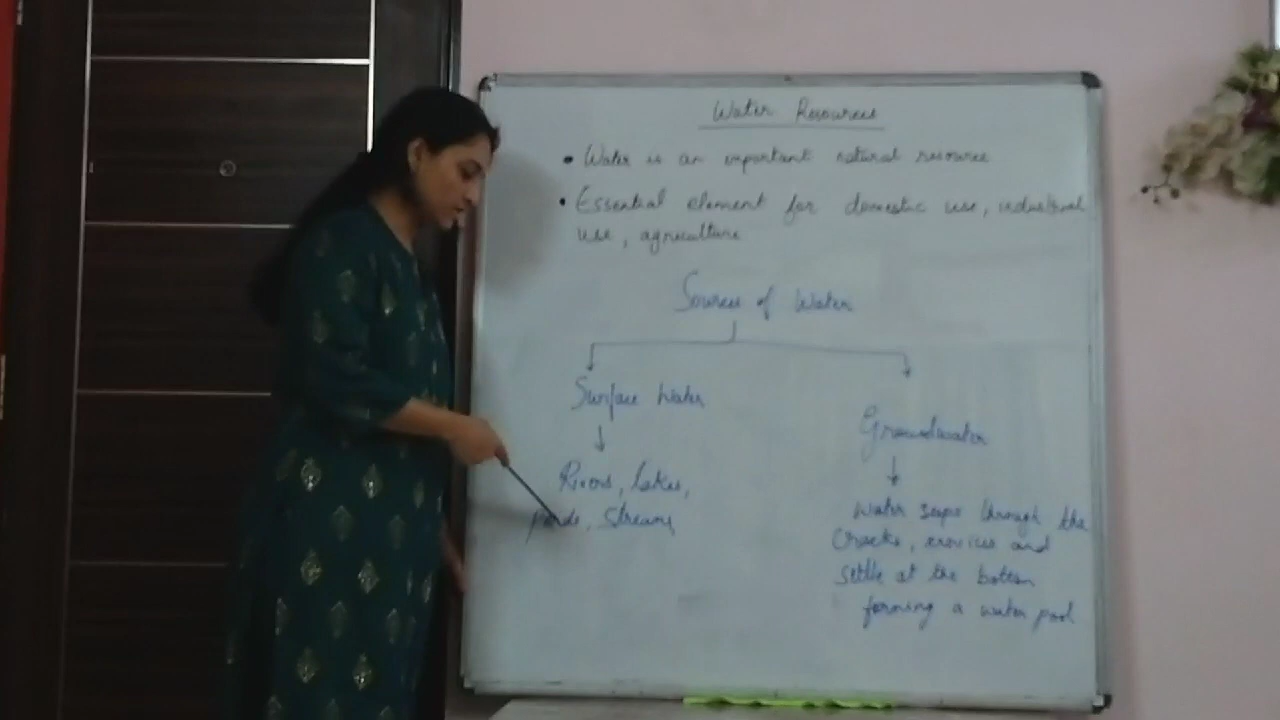 Water Resources
• Water is an important natural resource
• Essential element for domestic use, industrial
use, agriculture
Sources of Water
Surface Water
Rivers, lakes,
ponds, streams
Groundwater
Water seeps through the
cracks, crevices and
settle at the bottom
forming a water pool